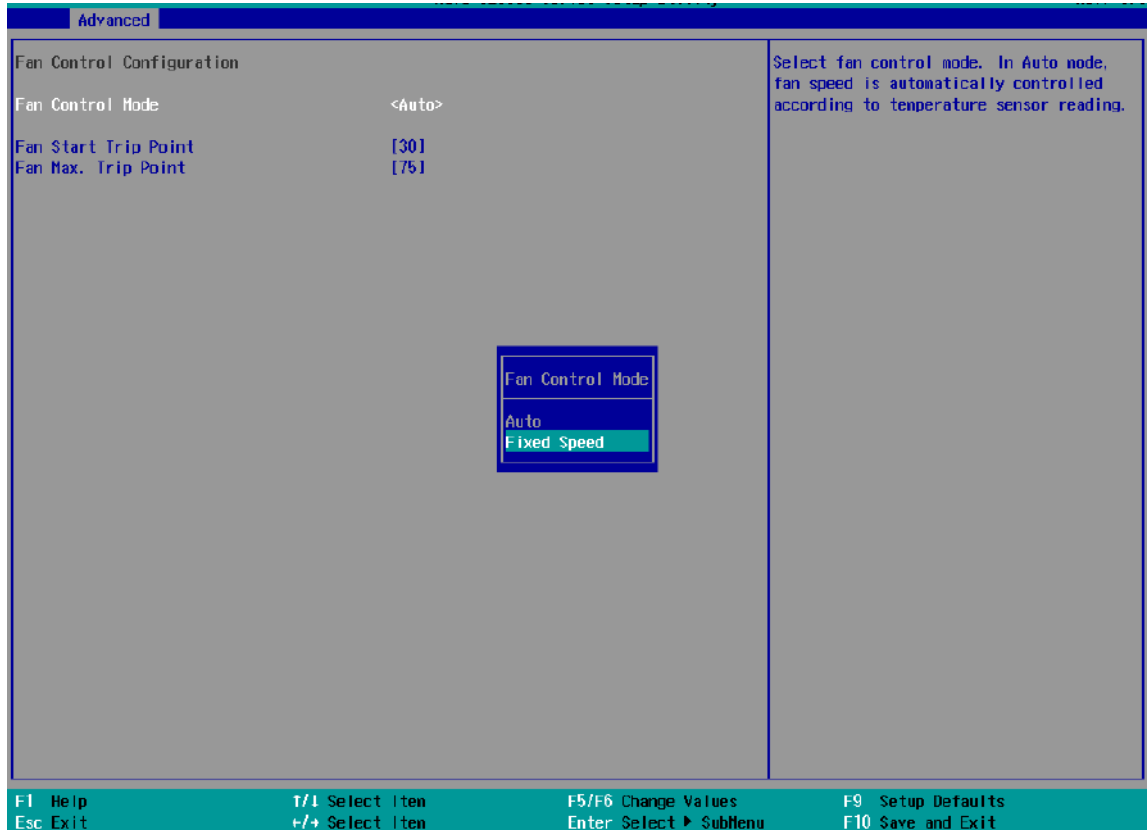 Advanced
Fan Control Configuration
Fan Control Mode <Auto>
Fan Start Trip Point [30]
Fan Max. Trip Point [75]
Select fan control mode. In Auto mode,
fan speed is automatically controlled
according to temperature sensor reading.
Fan Control Mode
Auto
Fixed Speed
F1 Help ↑/↓ Select Item F5/F6 Change Values F9 Setup Defaults
Esc Exit ←/→ Select Item Enter Select ▶ SubMenu F10 Save and Exit